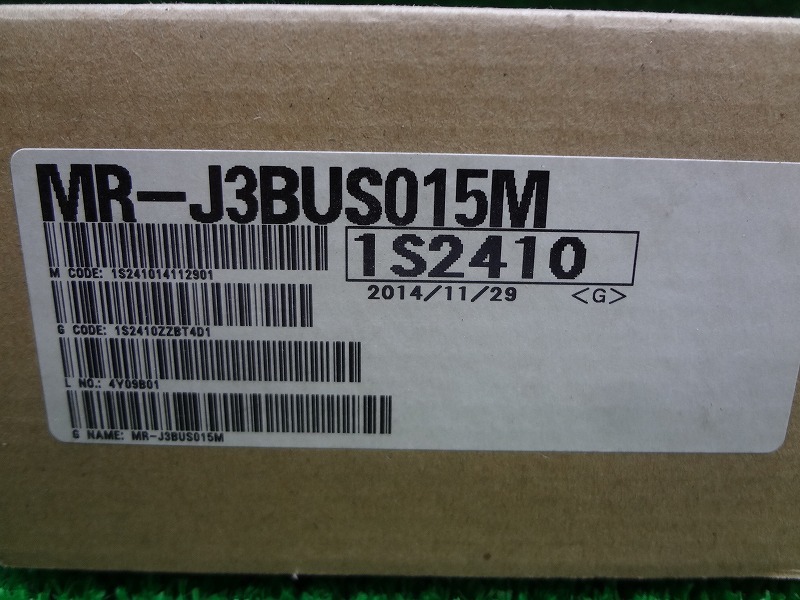 MR-J3BUS015M
1S2410
M CODE: 1S241014112901
2014/11/29 <G>
G CODE: 1S2410ZZBT4D1
L NO.: 4Y09B01
G NAME: MR-J3BUS015M